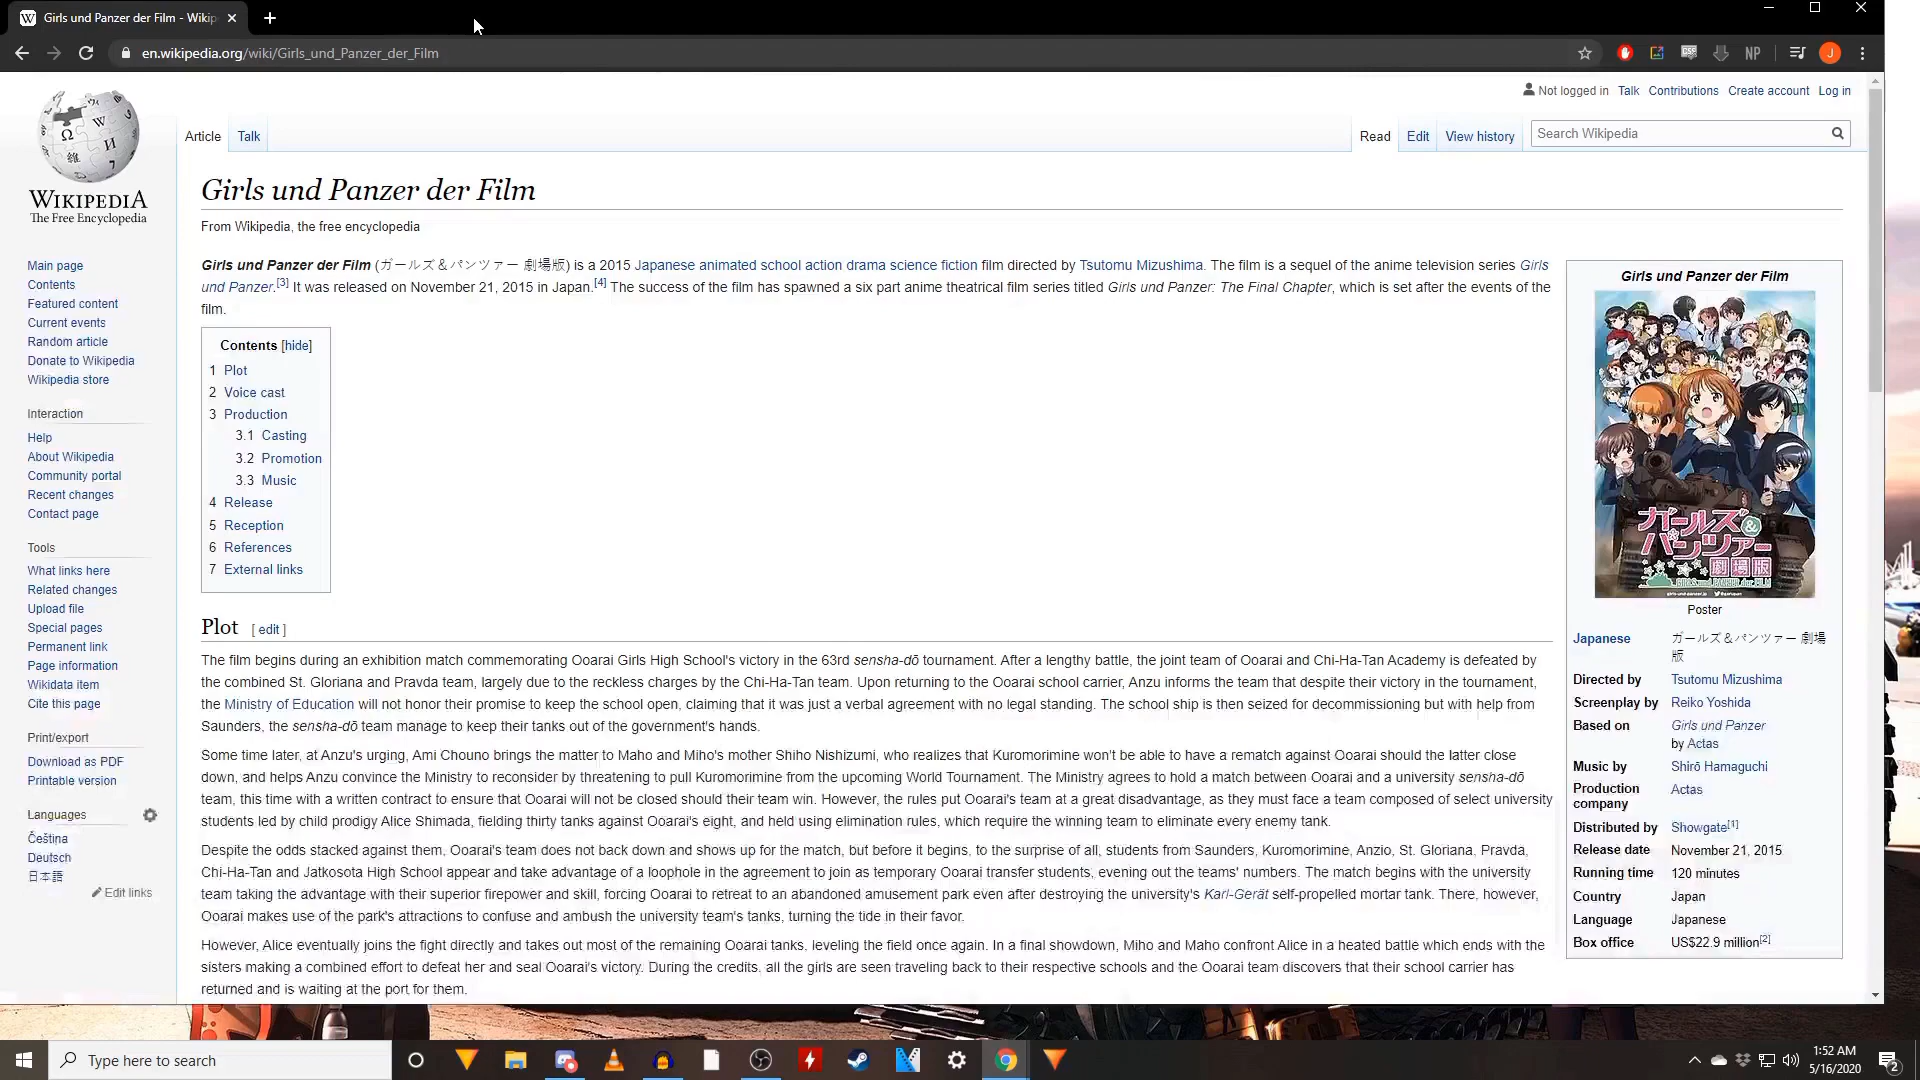 Girls und Panzer der Film - Wikip
en.wikipedia.org/wiki/Girls_und_Panzer_der_Film
NP
J
Not logged in Talk Contributions Create account Log in
Article Talk
Read Edit View history
Search Wikipedia
WIKIPEDIA
The Free Encyclopedia
Main page
Contents
Featured content
Current events
Random article
Donate to Wikipedia
Wikipedia store
Interaction
Help
About Wikipedia
Community portal
Recent changes
Contact page
Tools
What links here
Related changes
Upload file
Special pages
Permanent link
Page information
Wikidata item
Cite this page
Print/export
Download as PDF
Printable version
Languages
Čeština
Deutsch
日本語
Edit links
Girls und Panzer der Film
From Wikipedia, the free encyclopedia
Girls und Panzer der Film (ガールズ＆パンツァー 劇場版) is a 2015 Japanese animated school action drama science fiction film directed by Tsutomu Mizushima. The film is a sequel of the anime television series Girls
und Panzer.[3] It was released on November 21, 2015 in Japan.[4] The success of the film has spawned a six part anime theatrical film series titled Girls und Panzer: The Final Chapter, which is set after the events of the
film.
Contents [hide]
1 Plot
2 Voice cast
3 Production
3.1 Casting
3.2 Promotion
3.3 Music
4 Release
5 Reception
6 References
7 External links
Plot [ edit ]
The film begins during an exhibition match commemorating Ooarai Girls High School's victory in the 63rd sensha-dō tournament. After a lengthy battle, the joint team of Ooarai and Chi-Ha-Tan Academy is defeated by
the combined St. Gloriana and Pravda team, largely due to the reckless charges by the Chi-Ha-Tan team. Upon returning to the Ooarai school carrier, Anzu informs the team that despite their victory in the tournament,
the Ministry of Education will not honor their promise to keep the school open, claiming that it was just a verbal agreement with no legal standing. The school ship is then seized for decommissioning but with help from
Saunders, the sensha-dō team manage to keep their tanks out of the government's hands.
Some time later, at Anzu's urging, Ami Chouno brings the matter to Maho and Miho's mother Shiho Nishizumi, who realizes that Kuromorimine won't be able to have a rematch against Ooarai should the latter close
down, and helps Anzu convince the Ministry to reconsider by threatening to pull Kuromorimine from the upcoming World Tournament. The Ministry agrees to hold a match between Ooarai and a university sensha-dō
team, this time with a written contract to ensure that Ooarai will not be closed should their team win. However, the rules put Ooarai's team at a great disadvantage, as they must face a team composed of select university
students led by child prodigy Alice Shimada, fielding thirty tanks against Ooarai's eight, and held using elimination rules, which require the winning team to eliminate every enemy tank.
Despite the odds stacked against them, Ooarai's team does not back down and shows up for the match, but before it begins, to the surprise of all, students from Saunders, Kuromorimine, Anzio, St. Gloriana, Pravda,
Chi-Ha-Tan and Jatkosota High School appear and take advantage of a loophole in the agreement to join as temporary Ooarai transfer students, evening out the teams' numbers. The match begins with the university
team taking the advantage with their superior firepower and skill, forcing Ooarai to retreat to an abandoned amusement park even after destroying the university's Karl-Gerät self-propelled mortar tank. There, however,
Ooarai makes use of the park's attractions to confuse and ambush the university team's tanks, turning the tide in their favor.
However, Alice eventually joins the fight directly and takes out most of the remaining Ooarai tanks, leveling the field once again. In a final showdown, Miho and Maho confront Alice in a heated battle which ends with the
sisters making a combined effort to defeat her and seal Ooarai's victory. During the credits, all the girls are seen traveling back to their respective schools and the Ooarai team discovers that their school carrier has
returned and is waiting at the port for them.
Girls und Panzer der Film
ガールズ&
パンツァー
劇場版
GIRLS und PANZER der FILM
Poster
Japanese ガールズ＆パンツァー 劇場
版
Directed by Tsutomu Mizushima
Screenplay by Reiko Yoshida
Based on Girls und Panzer
by Actas
Music by Shirō Hamaguchi
Production Actas
company
Distributed by Showgate[1]
Release date November 21, 2015
Running time 120 minutes
Country Japan
Language Japanese
Box office US$22.9 million[2]
Type here to search
1:52 AM
5/16/2020
2